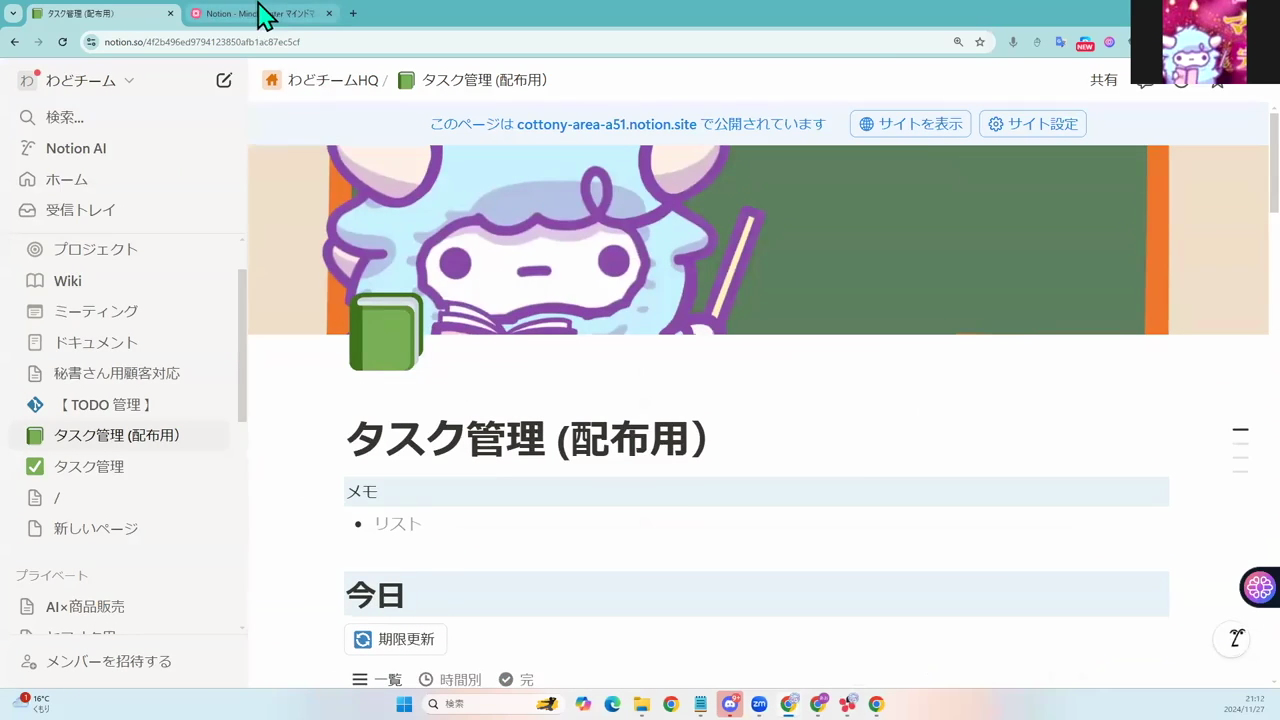 タスク管理 (配布用)
Notion - Mind
notion.so/4f2b496ed9794123850afb1ac87ec5cf
NEW
わ わどチーム
わどチームHQ / タスク管理 (配布用)
共有
検索...
このページは cottony-area-a51.notion.site で公開されています
サイトを表示
サイト設定
Notion AI
ホーム
受信トレイ
プロジェクト
Wiki
ミーティング
ドキュメント
秘書さん用顧客対応
【 TODO 管理 】
タスク管理 (配布用)
タスク管理
/
新しいページ
プライベート
AI×商品販売
メンバーを招待する
タスク管理 (配布用)
メモ
リスト
今日
期限更新
一覧
時間別
完
1
16°C
くもり
検索
21:12
2024/11/27